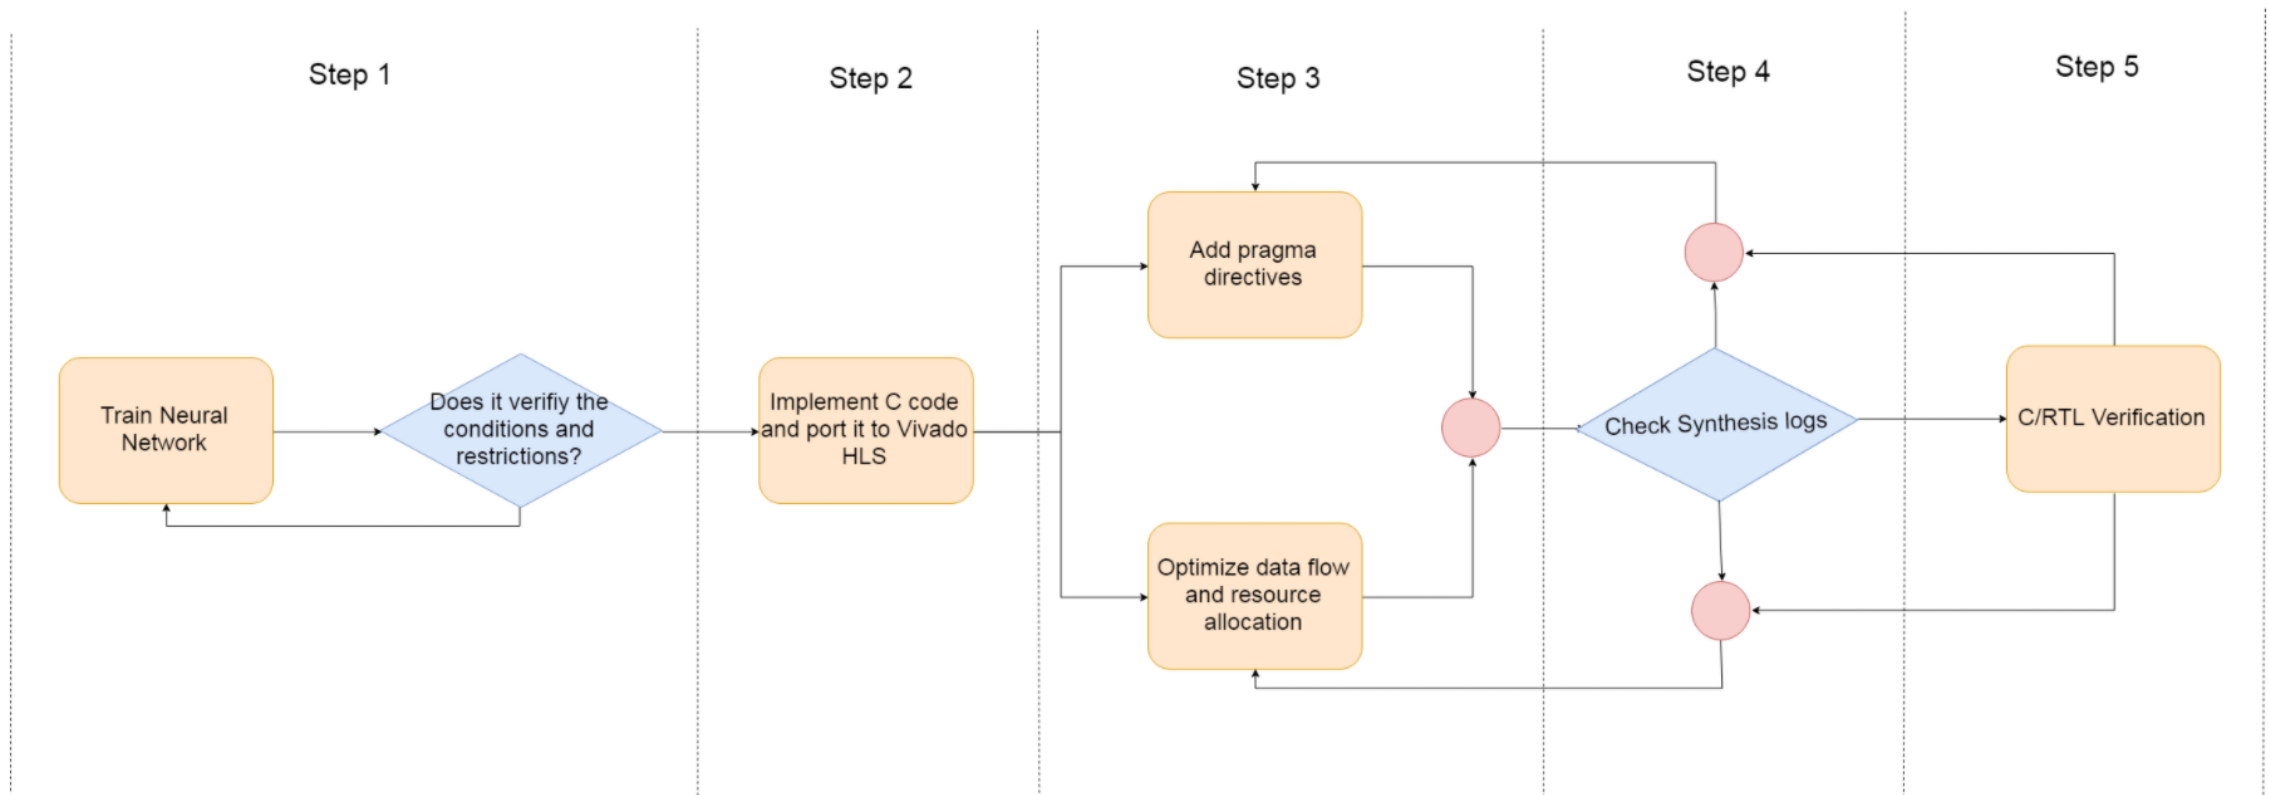 Step 1
Step 2
Step 3
Step 4
Step 5
Train Neural
Network
Does it verifiy the
conditions and
restrictions?
Implement C code
and port it to Vivado
HLS
Add pragma
directives
Optimize data flow
and resource
allocation
Check Synthesis logs
C/RTL Verification